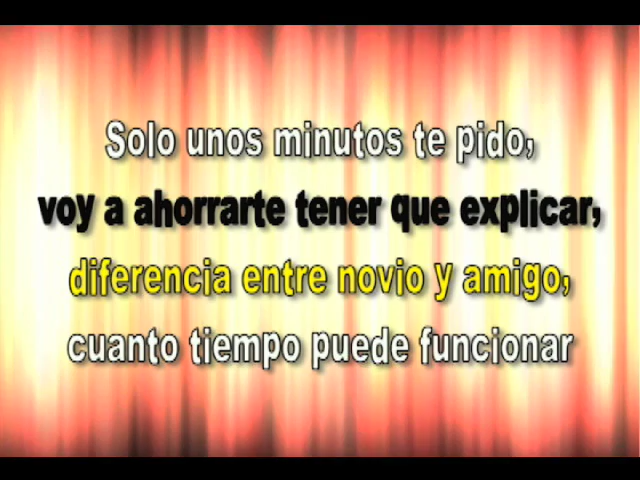 Solo unos minutos te pido,
voy a ahorrarte tener que explicar,
diferencia entre novio y amigo,
cuanto tiempo puede funcionar